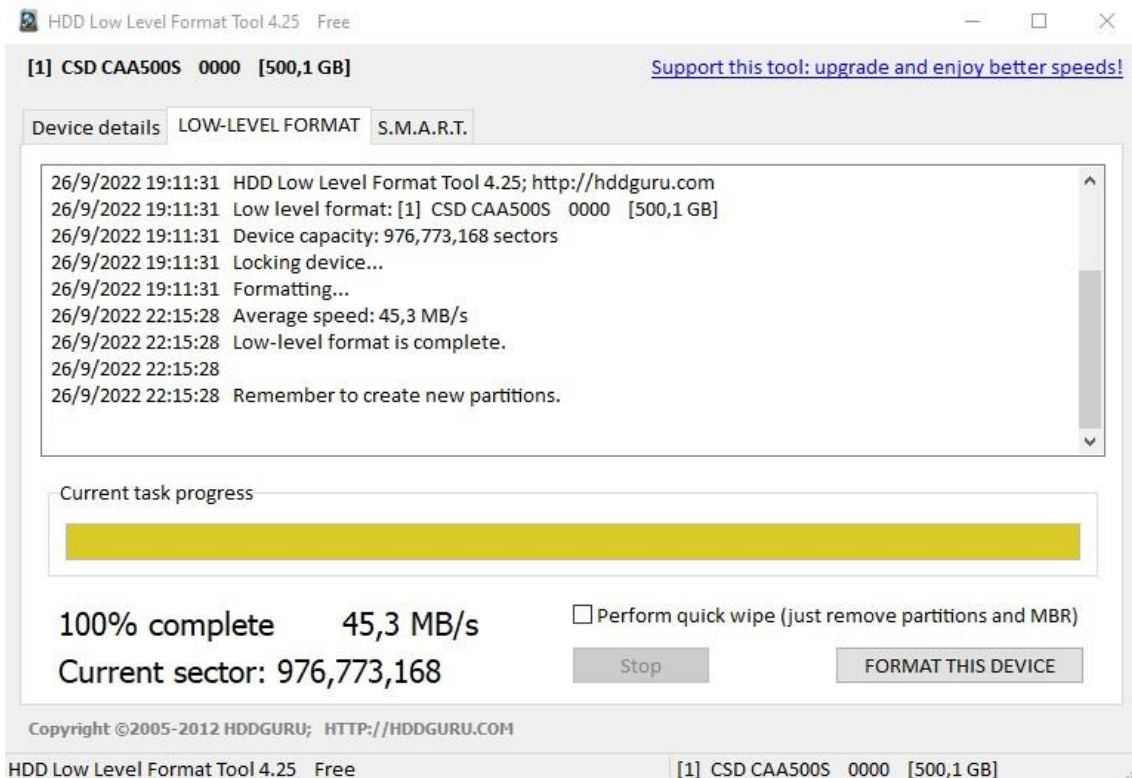 HDD Low Level Format Tool 4.25 Free
[1] CSD CAA500S 0000 [500,1 GB]
Support this tool: upgrade and enjoy better speeds!
Device details LOW-LEVEL FORMAT S.M.A.R.T.
26/9/2022 19:11:31 HDD Low Level Format Tool 4.25; http://hddguru.com
26/9/2022 19:11:31 Low level format: [1] CSD CAA500S 0000 [500,1 GB]
26/9/2022 19:11:31 Device capacity: 976,773,168 sectors
26/9/2022 19:11:31 Locking device...
26/9/2022 19:11:31 Formatting...
26/9/2022 22:15:28 Average speed: 45,3 MB/s
26/9/2022 22:15:28 Low-level format is complete.
26/9/2022 22:15:28
26/9/2022 22:15:28 Remember to create new partitions.
Current task progress
100% complete 45,3 MB/s
Current sector: 976,773,168
Perform quick wipe (just remove partitions and MBR)
Stop
FORMAT THIS DEVICE
Copyright ©2005-2012 HDDGURU; HTTP://HDDGURU.COM
HDD Low Level Format Tool 4.25 Free
[1] CSD CAA500S 0000 [500,1 GB]